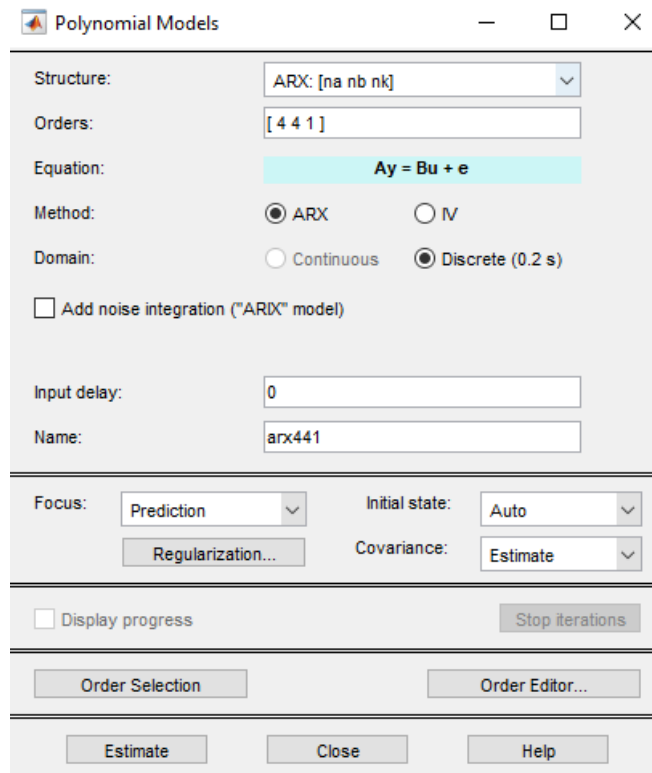 Polynomial Models
Structure: ARX: [na nb nk]
Orders: [ 4 4 1 ]
Equation: Ay = Bu + e
Method: ARX IV
Domain: Continuous Discrete (0.2 s)
Add noise integration ("ARIX" model)
Input delay: 0
Name: arx441
Focus: Prediction Initial state: Auto
Regularization... Covariance: Estimate
Display progress Stop iterations
Order Selection Order Editor...
Estimate Close Help